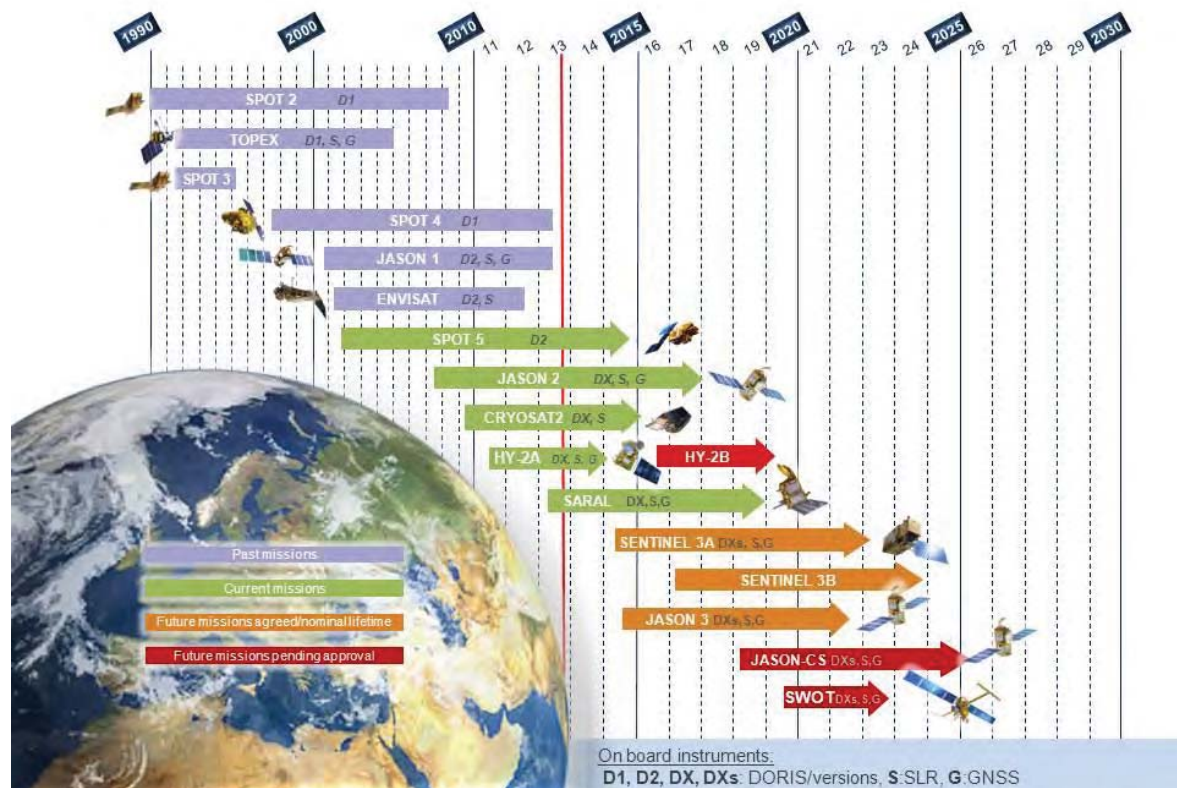 1990
2000
2010
11
12
13
14
2015
16
17
18
19
2020
21
22
23
24
2025
26
27
28
29
2030
SPOT 2 D1
TOPEX D1, S, G
SPOT 3
SPOT 4 D1
JASON 1 D2, S, G
ENVISAT D2, S
SPOT 5 D2
JASON 2 DX, S, G
CRYOSAT2 DX, S
HY-2A DX, S, G
HY-2B
SARAL DX,S,G
SENTINEL 3A DXs, S,G
Past missions
SENTINEL 3B
Current missions
JASON 3 DXs,S,G
Future missions agreed/nominal lifetime
Future missions pending approval
JASON-CS DXs,S,G
SWOT DXs,S,G
On board instruments:
D1, D2, DX, DXs: DORIS/versions, S:SLR, G:GNSS